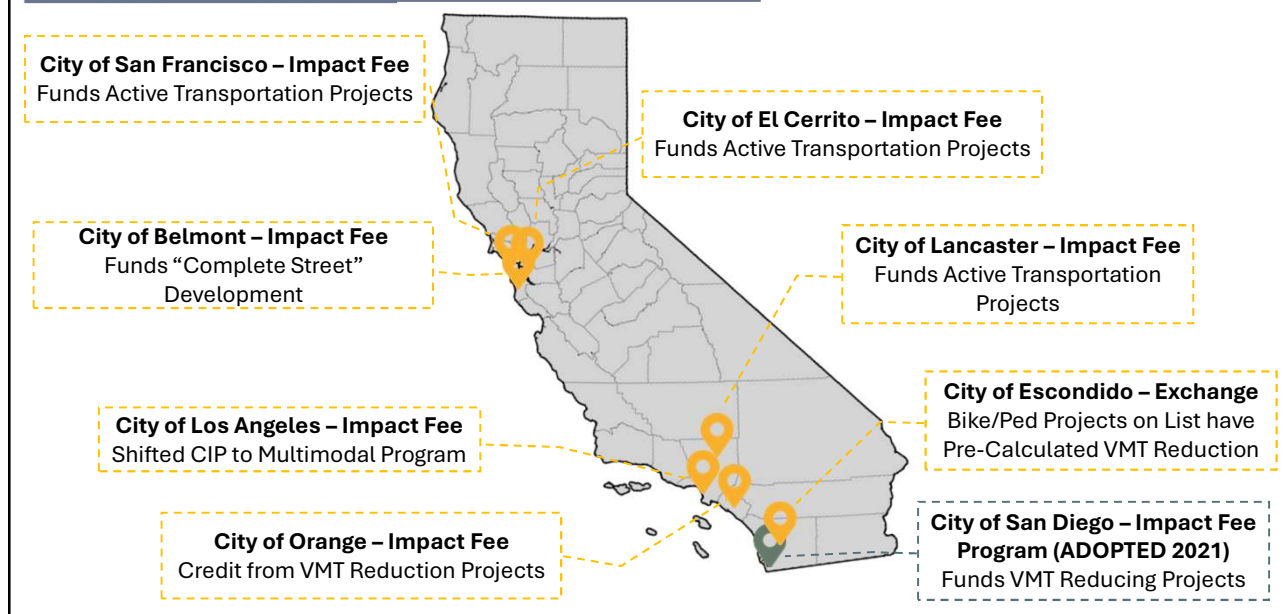 City of San Francisco – Impact Fee
Funds Active Transportation Projects
City of El Cerrito – Impact Fee
Funds Active Transportation Projects
City of Belmont – Impact Fee
Funds “Complete Street”
Development
City of Lancaster – Impact Fee
Funds Active Transportation
Projects
City of Escondido – Exchange
Bike/Ped Projects on List have
Pre-Calculated VMT Reduction
City of Los Angeles – Impact Fee
Shifted CIP to Multimodal Program
City of Orange – Impact Fee
Credit from VMT Reduction Projects
City of San Diego – Impact Fee
Program (ADOPTED 2021)
Funds VMT Reducing Projects